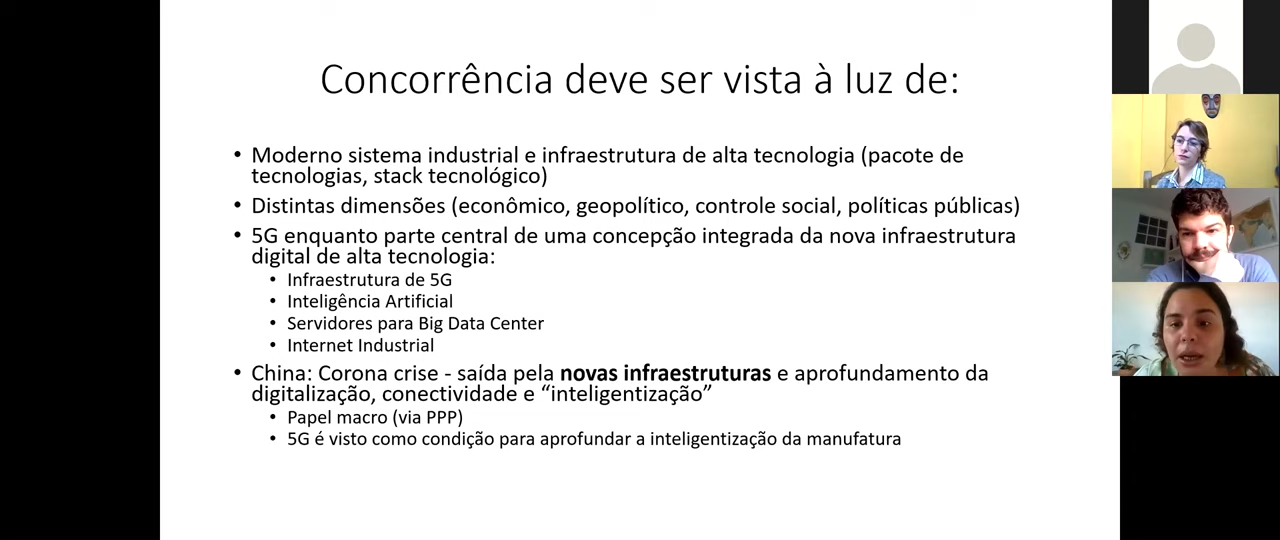 Concorrência deve ser vista à luz de:
• Moderno sistema industrial e infraestrutura de alta tecnologia (pacote de
tecnologias, stack tecnológico)
• Distintas dimensões (econômico, geopolítico, controle social, políticas públicas)
• 5G enquanto parte central de uma concepção integrada da nova infraestrutura
digital de alta tecnologia:
• Infraestrutura de 5G
• Inteligência Artificial
• Servidores para Big Data Center
• Internet Industrial
• China: Corona crise - saída pela novas infraestruturas e aprofundamento da
digitalização, conectividade e “inteligentização”
• Papel macro (via PPP)
• 5G é visto como condição para aprofundar a inteligentização da manufatura